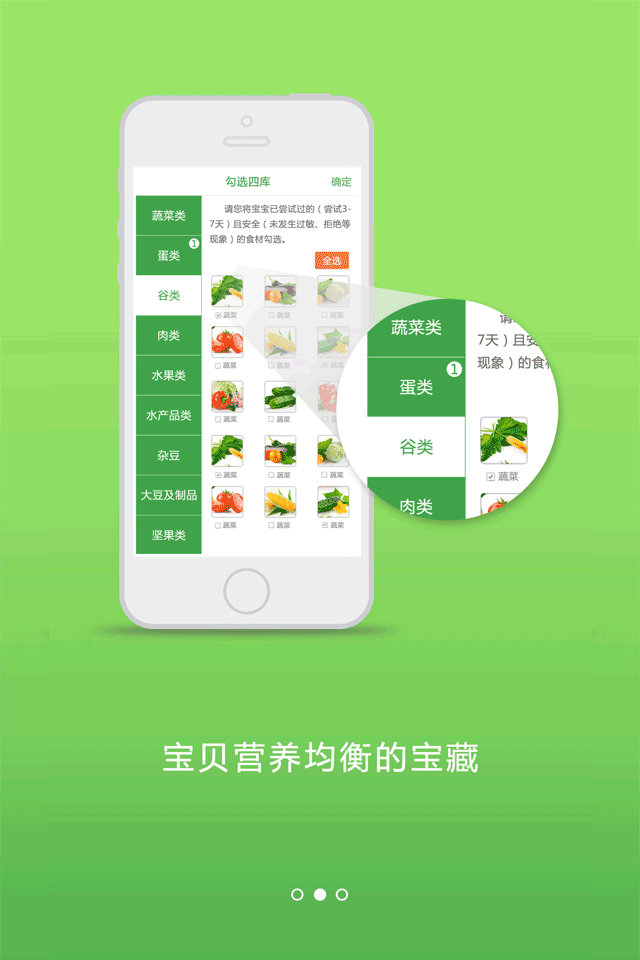 勾选四库 确定
蔬菜类
蛋类 1
谷类
肉类
水果类
水产品类
杂豆
大豆及制品
坚果类
请您将宝宝已尝试过的（尝试3-
7天）且安全（未发生过敏、拒绝等
现象）的食材勾选。
全选
蔬菜 蔬菜 蔬菜
蔬菜 蔬菜 蔬菜
蔬菜 蔬菜 蔬菜
蔬菜 蔬菜 蔬菜
蔬菜 蔬菜 蔬菜
蔬菜类
蛋类 1
谷类
肉类
请
7天）且安
现象）的食材
蔬菜
宝贝营养均衡的宝藏